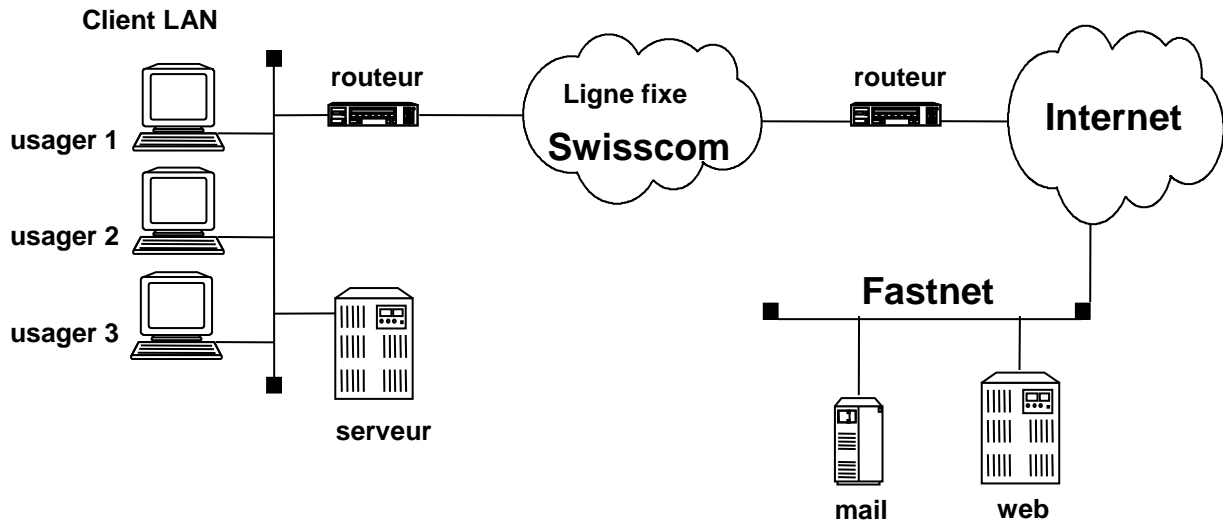 Client LAN
routeur
routeur
Ligne fixe
Swisscom
Internet
usager 1
usager 2
usager 3
Fastnet
serveur
mail
web